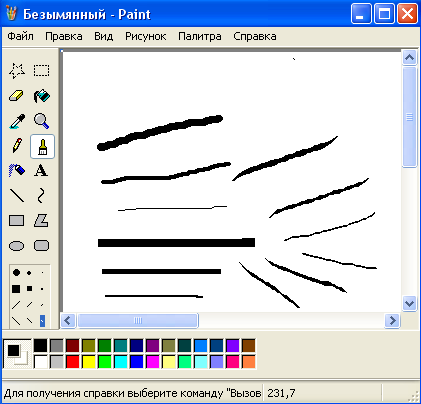 Безымянный - Paint
Файл Правка Вид Рисунок Палитра Справка
A
Для получения справки выберите команду "Вызов 231,7